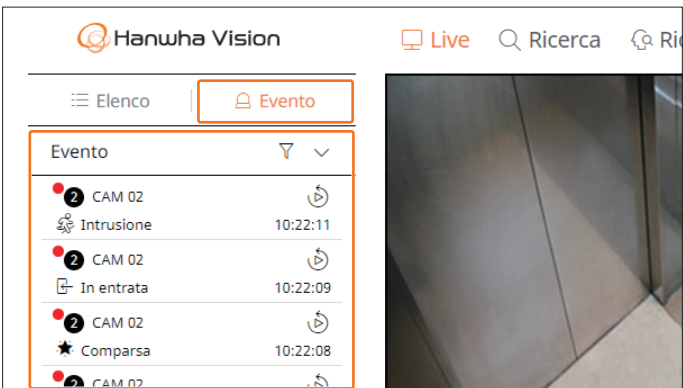 Hanwha Vision
Live Ricerca
Elenco Evento
Evento
2 CAM 02
Intrusione 10:22:11
2 CAM 02
In entrata 10:22:09
2 CAM 02
Comparsa 10:22:08
2 CAM 02